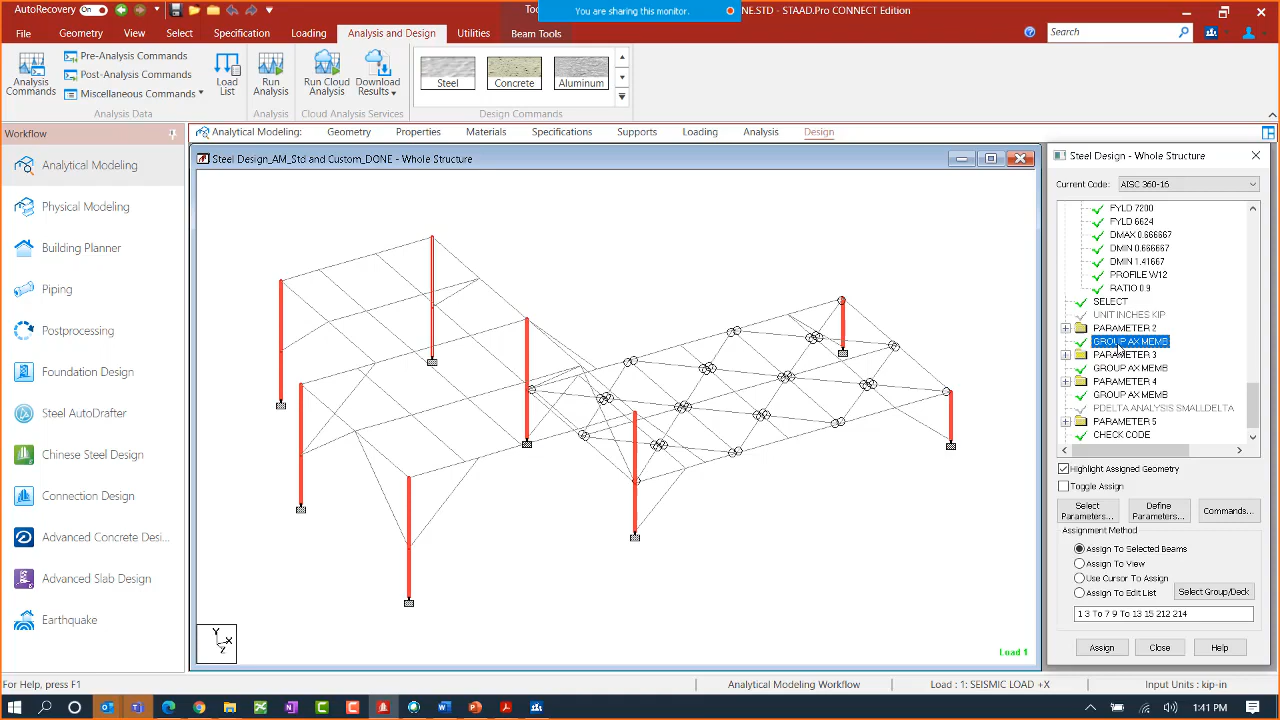 AutoRecovery On
You are sharing this monitor.
NE.STD - STAAD.Pro CONNECT Edition
File
Geometry
View
Select
Specification
Loading
Analysis and Design
Utilities
Beam Tools
Search
Analysis Commands
Pre-Analysis Commands
Post-Analysis Commands
Miscellaneous Commands
Load List
Run Analysis
Run Cloud Analysis
Download Results
Steel
Concrete
Aluminum
Analysis Data
Analysis
Cloud Analysis Services
Design Commands
Workflow
Analytical Modeling:
Geometry
Properties
Materials
Specifications
Supports
Loading
Analysis
Design
Analytical Modeling
Physical Modeling
Building Planner
Piping
Postprocessing
Foundation Design
Steel AutoDrafter
Chinese Steel Design
Connection Design
Advanced Concrete Desi...
Advanced Slab Design
Earthquake
Steel Design_AM_Std and Custom_DONE - Whole Structure
Y
X
Z
Load 1
Steel Design - Whole Structure
Current Code: AISC 360-16
FYLD 7200
FYLD 6624
DMAX 0.666667
DMIN 0.666667
DMIN 1.41667
PROFILE W12
RATIO 0.9
SELECT
UNIT INCHES KIP
PARAMETER 2
GROUP AX MEMB
PARAMETER 3
GROUP AX MEMB
PARAMETER 4
GROUP AX MEMB
PDELTA ANALYSIS SMALLDELTA
PARAMETER 5
CHECK CODE
Highlight Assigned Geometry
Toggle Assign
Select Parameters...
Define Parameters...
Commands...
Assignment Method
Assign To Selected Beams
Assign To View
Use Cursor To Assign
Assign To Edit List
Select Group/Deck
1 3 To 7 9 To 13 15 212 214
Assign
Close
Help
For Help, press F1
Analytical Modeling Workflow
Load : 1: SEISMIC LOAD +X
Input Units : kip-in
1:41 PM